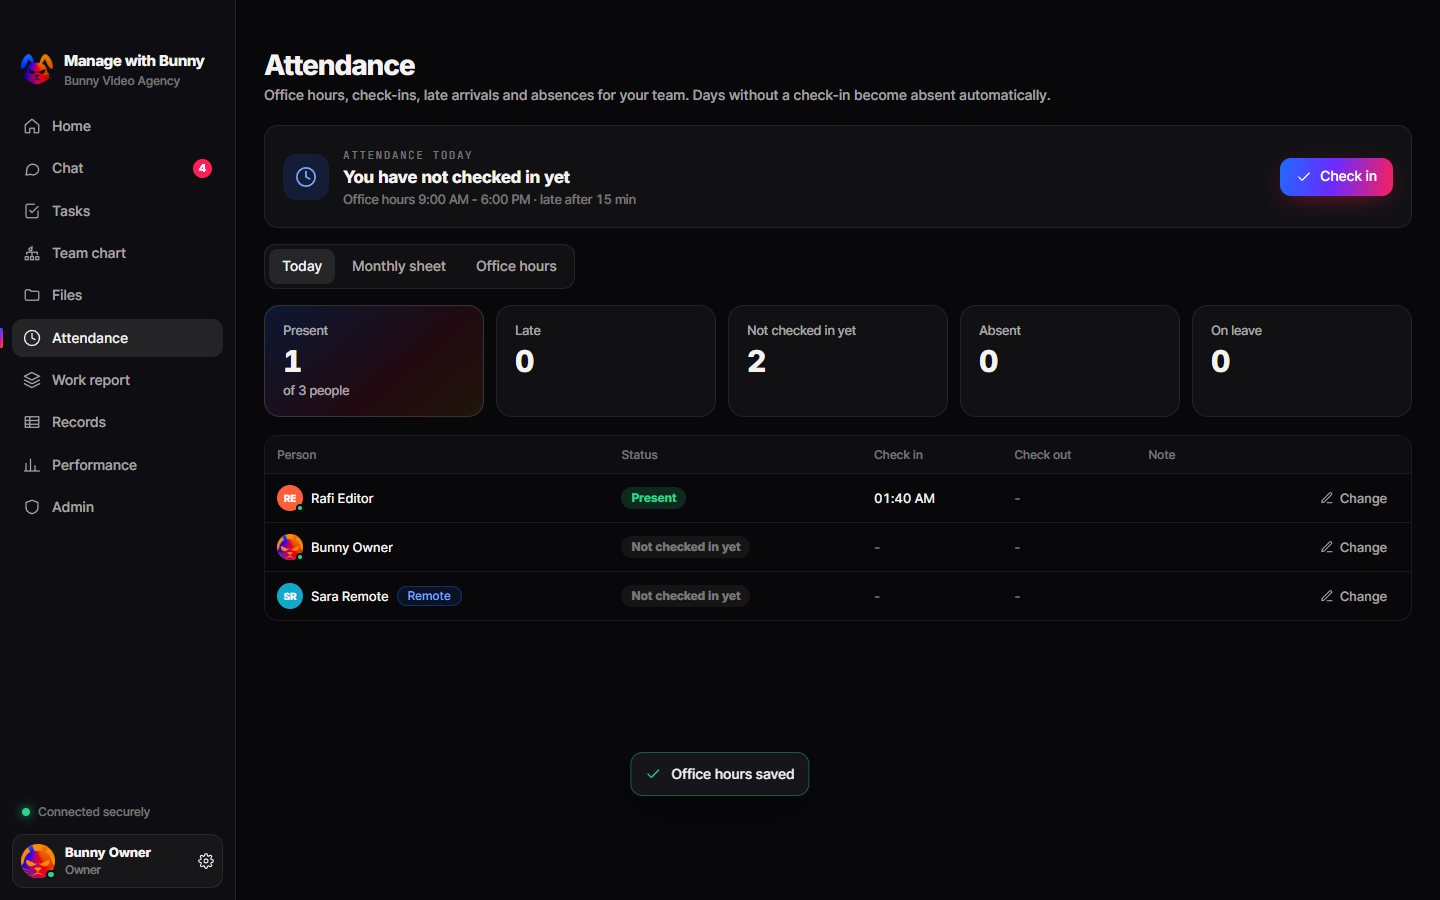 Manage with Bunny
Bunny Video Agency
Home
Chat 4
Tasks
Team chart
Files
Attendance
Work report
Records
Performance
Admin
Connected securely
Bunny Owner
Owner
Attendance
Office hours, check-ins, late arrivals and absences for your team. Days without a check-in become absent automatically.
ATTENDANCE TODAY
You have not checked in yet
Office hours 9:00 AM - 6:00 PM · late after 15 min
Check in
Today Monthly sheet Office hours
Present
1
of 3 people
Late
0
Not checked in yet
2
Absent
0
On leave
0
Person Status Check in Check out Note
RE Rafi Editor Present 01:40 AM - Change
Bunny Owner Not checked in yet - - Change
SR Sara Remote Remote Not checked in yet - - Change
Office hours saved